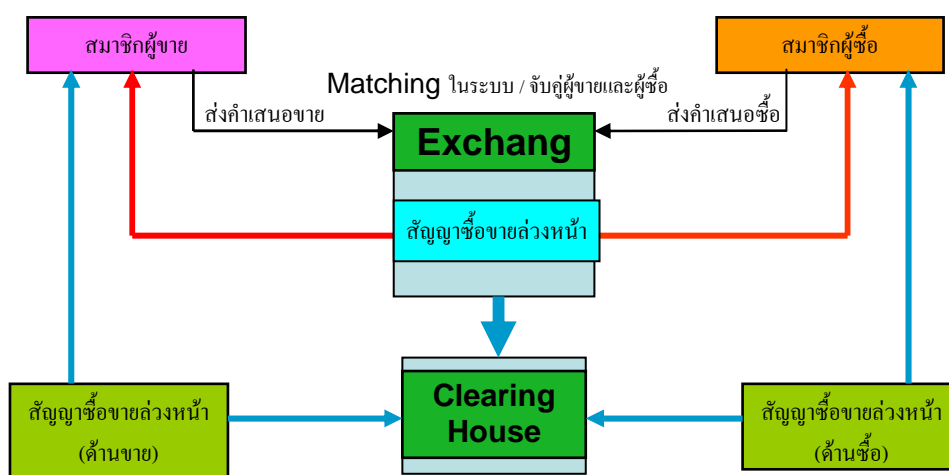 สมาชิกผู้ขาย
สมาชิกผู้ซื้อ
Matching ในระบบ / จับคู่ผู้ขายและผู้ซื้อ
ส่งคำเสนอขาย
ส่งคำเสนอซื้อ
Exchang
สัญญาซื้อขายล่วงหน้า
สัญญาซื้อขายล่วงหน้า
(ด้านขาย)
Clearing
House
สัญญาซื้อขายล่วงหน้า
(ด้านซื้อ)